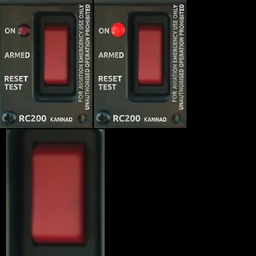 ON
ARMED
RESET
TEST
FOR AVIATION EMERGENCY USE ONLY
UNAUTHORISED OPERATION PROHIBITED
RC200 KANNAD
ON
ARMED
RESET
TEST
FOR AVIATION EMERGENCY USE ONLY
UNAUTHORISED OPERATION PROHIBITED
RC200 KANNAD